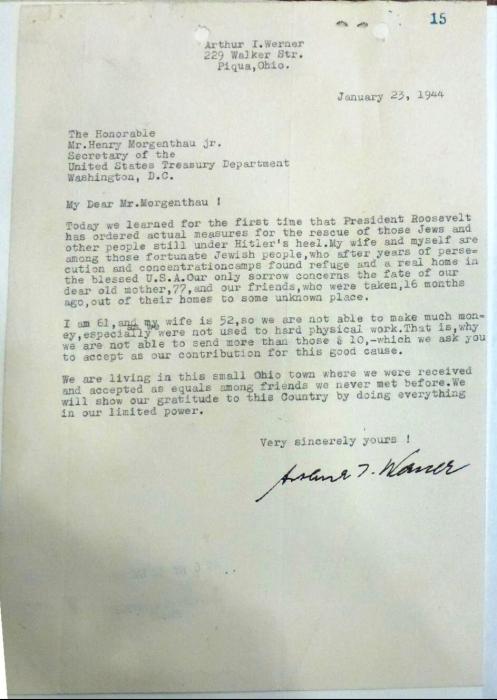 15
Arthur I.Werner
229 Walker Str.
Piqua,Ohio.
January 23, 1944
The Honorable
Mr.Henry Morgenthau jr.
Secretary of the
United States Treasury Department
Washington, D.C.
My Dear Mr.Morgenthau !
Today we learned for the first time that President Roosevelt
has ordered actual measures for the rescue of those Jews and
other people still under Hitler's heel.My wife and myself are
among those fortunate Jewish people,who after years of perse-
cution and concentrationcamps found refuge and a real home in
the blessed U.S.A.Our only sorrow concerns the fate of our
dear old mother,77,and our friends,who were taken,16 months
ago,out of their homes to some unknown place.
I am 61,and my wife is 52,so we are not able to make much mon-
ey,especially were not used to hard physical work.That is,why
we are not able to send more than those $ 10,-which we ask you
to accept as our contribution for this good cause.
We are living in this small Ohio town where we were received
and accepted as equals among friends we never met before.We
will show our gratitude to this Country by doing everything
in our limited power.
Very sincerely yours !
Arthur I. Werner